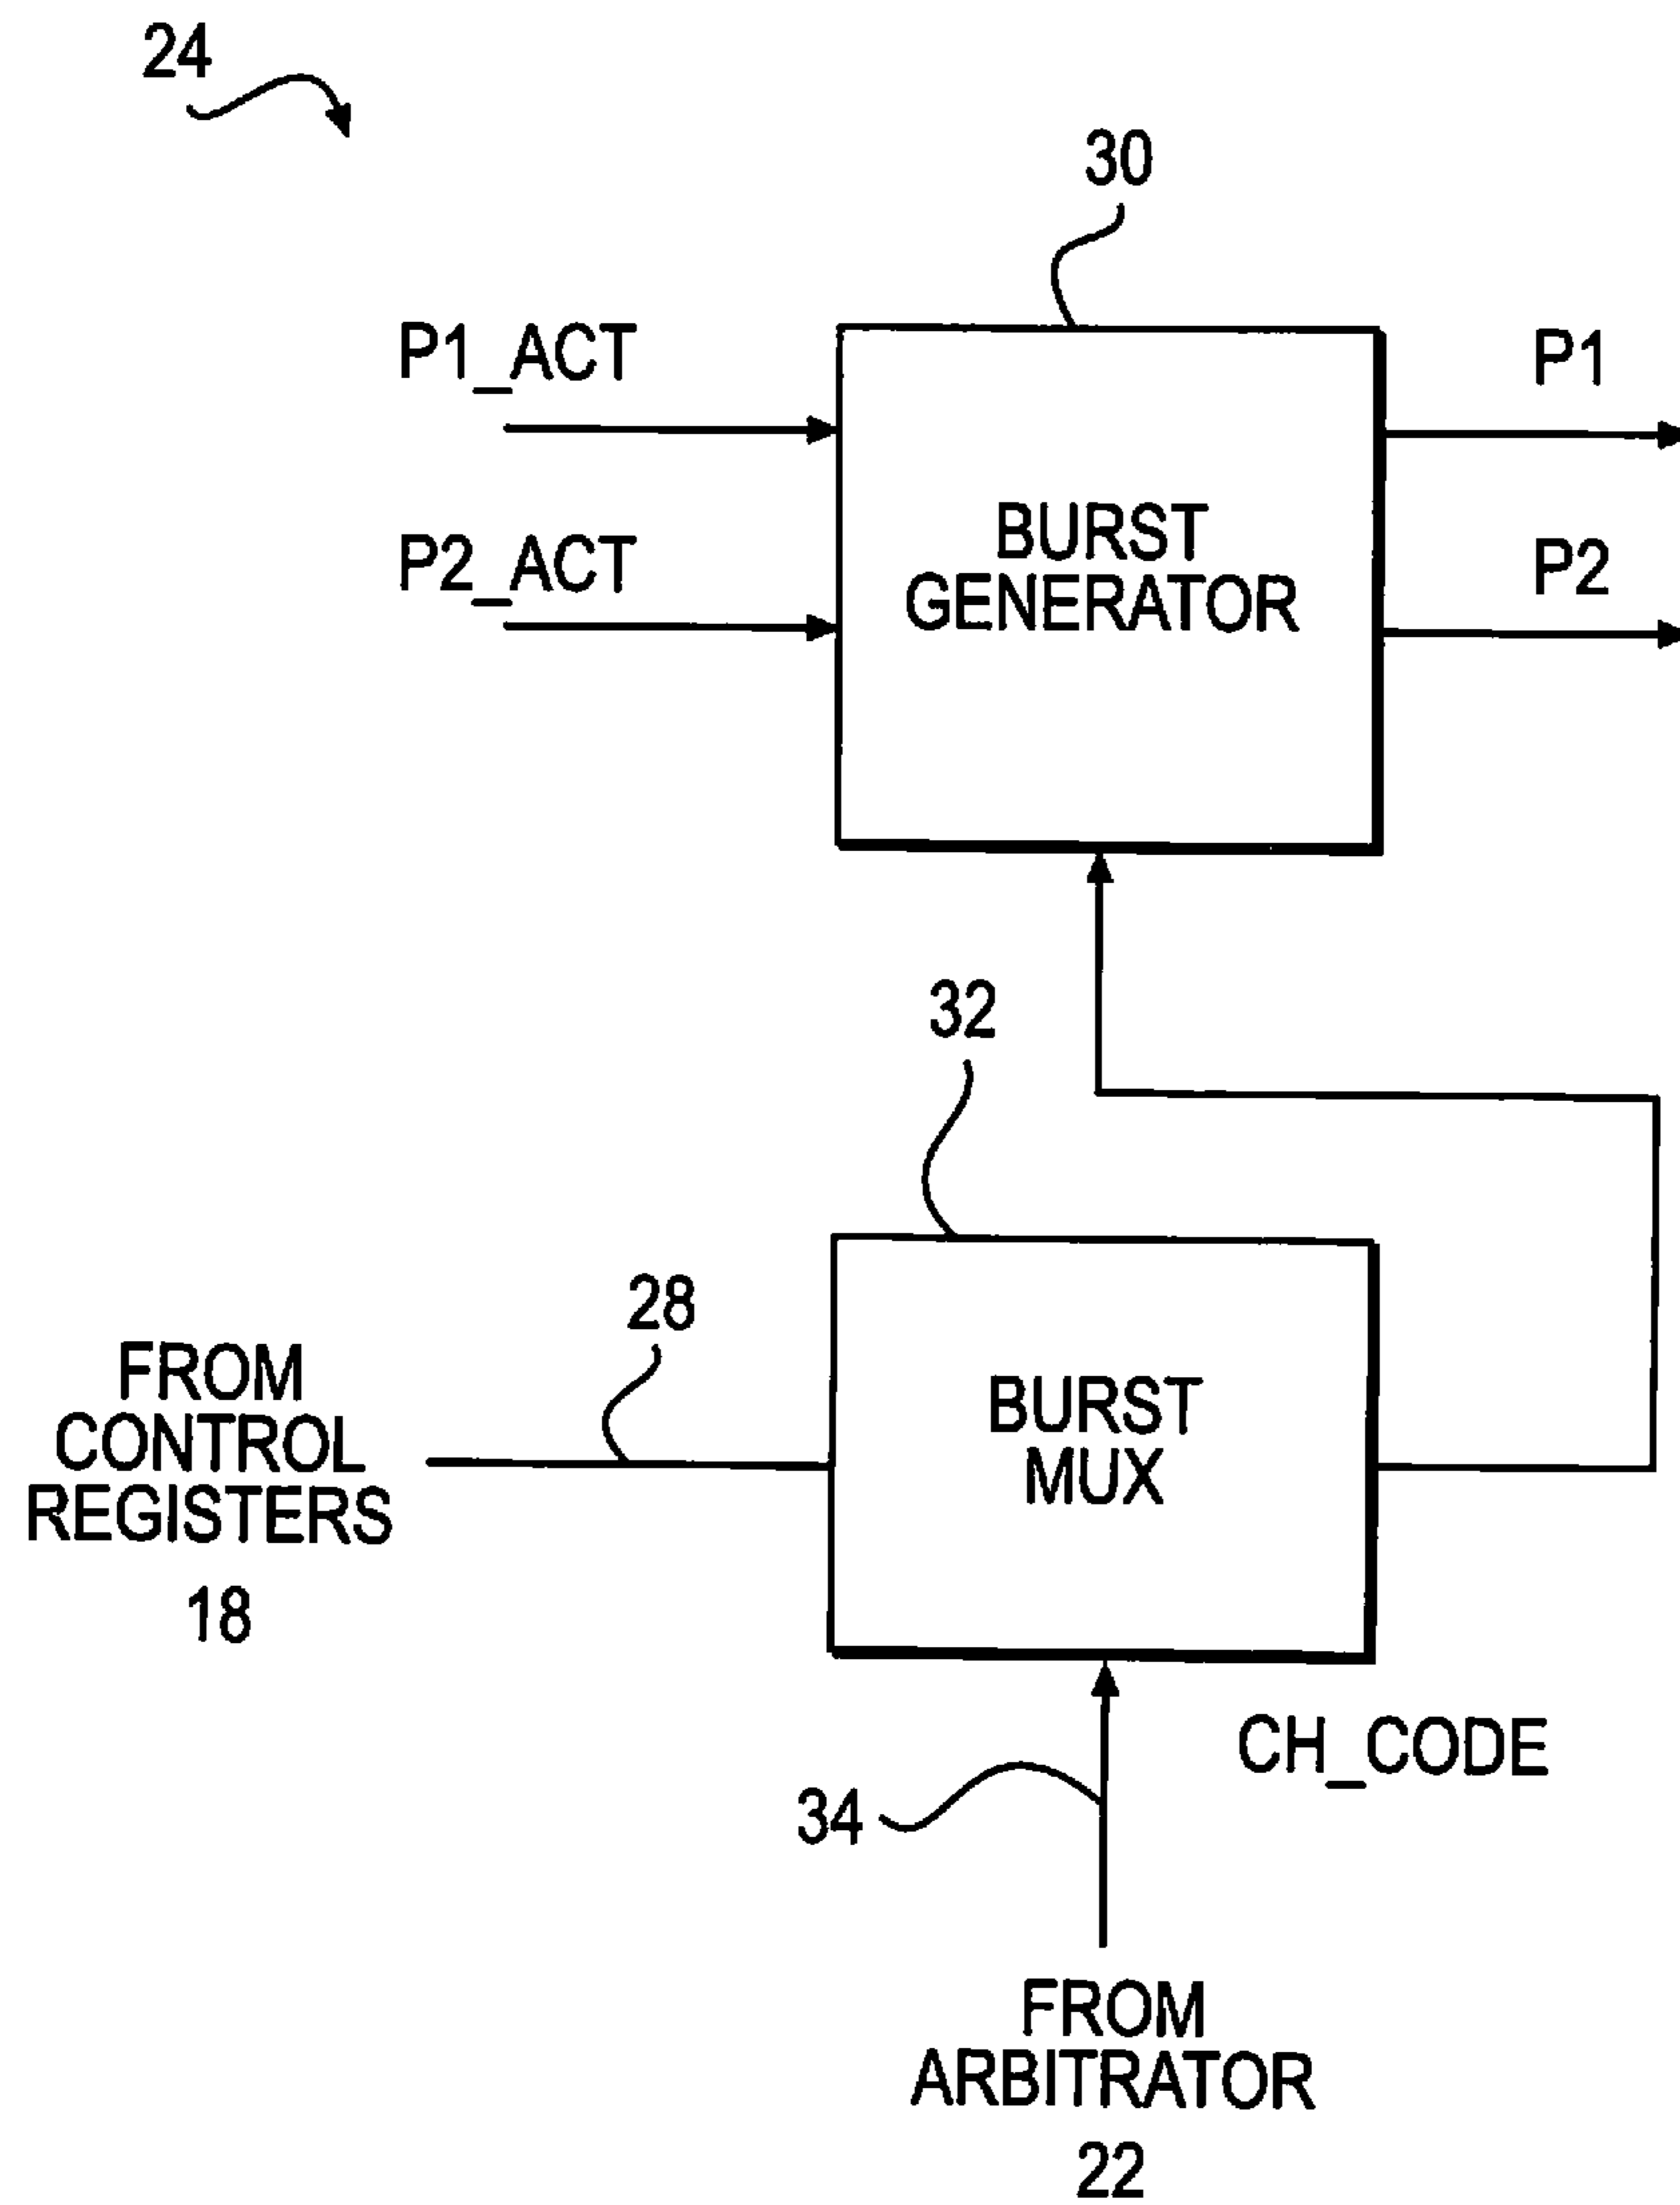 24
30
P1_ACT
P1
P2_ACT
P2
BURST
GENERATOR
32
28
FROM
CONTROL
REGISTERS
18
BURST
MUX
CH_CODE
34
FROM
ARBITRATOR
22